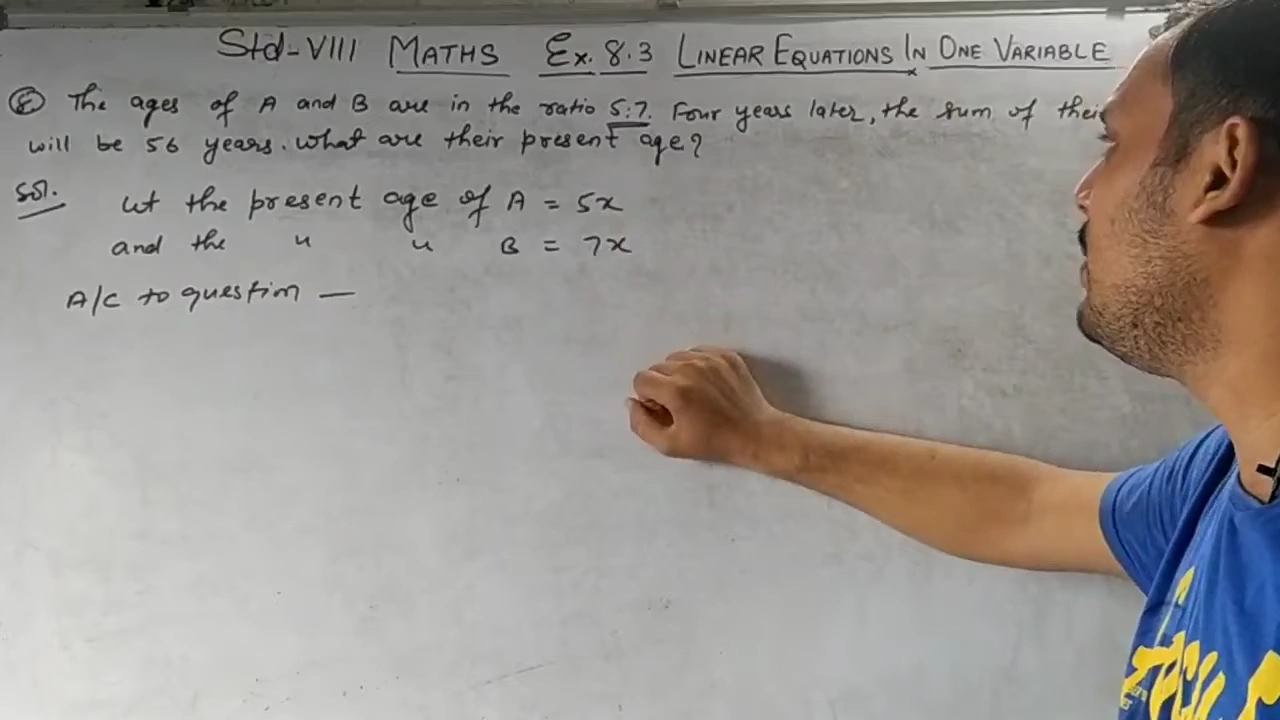 Std-VIII MATHS Ex. 8.3 LINEAR EQUATIONS IN ONE VARIABLE
⑧ The ages of A and B are in the ratio 5:7. Four years later, the sum of their
will be 56 years. what are their present age?
Sol. let the present age of A = 5x
and the " " B = 7x
A/C to question —